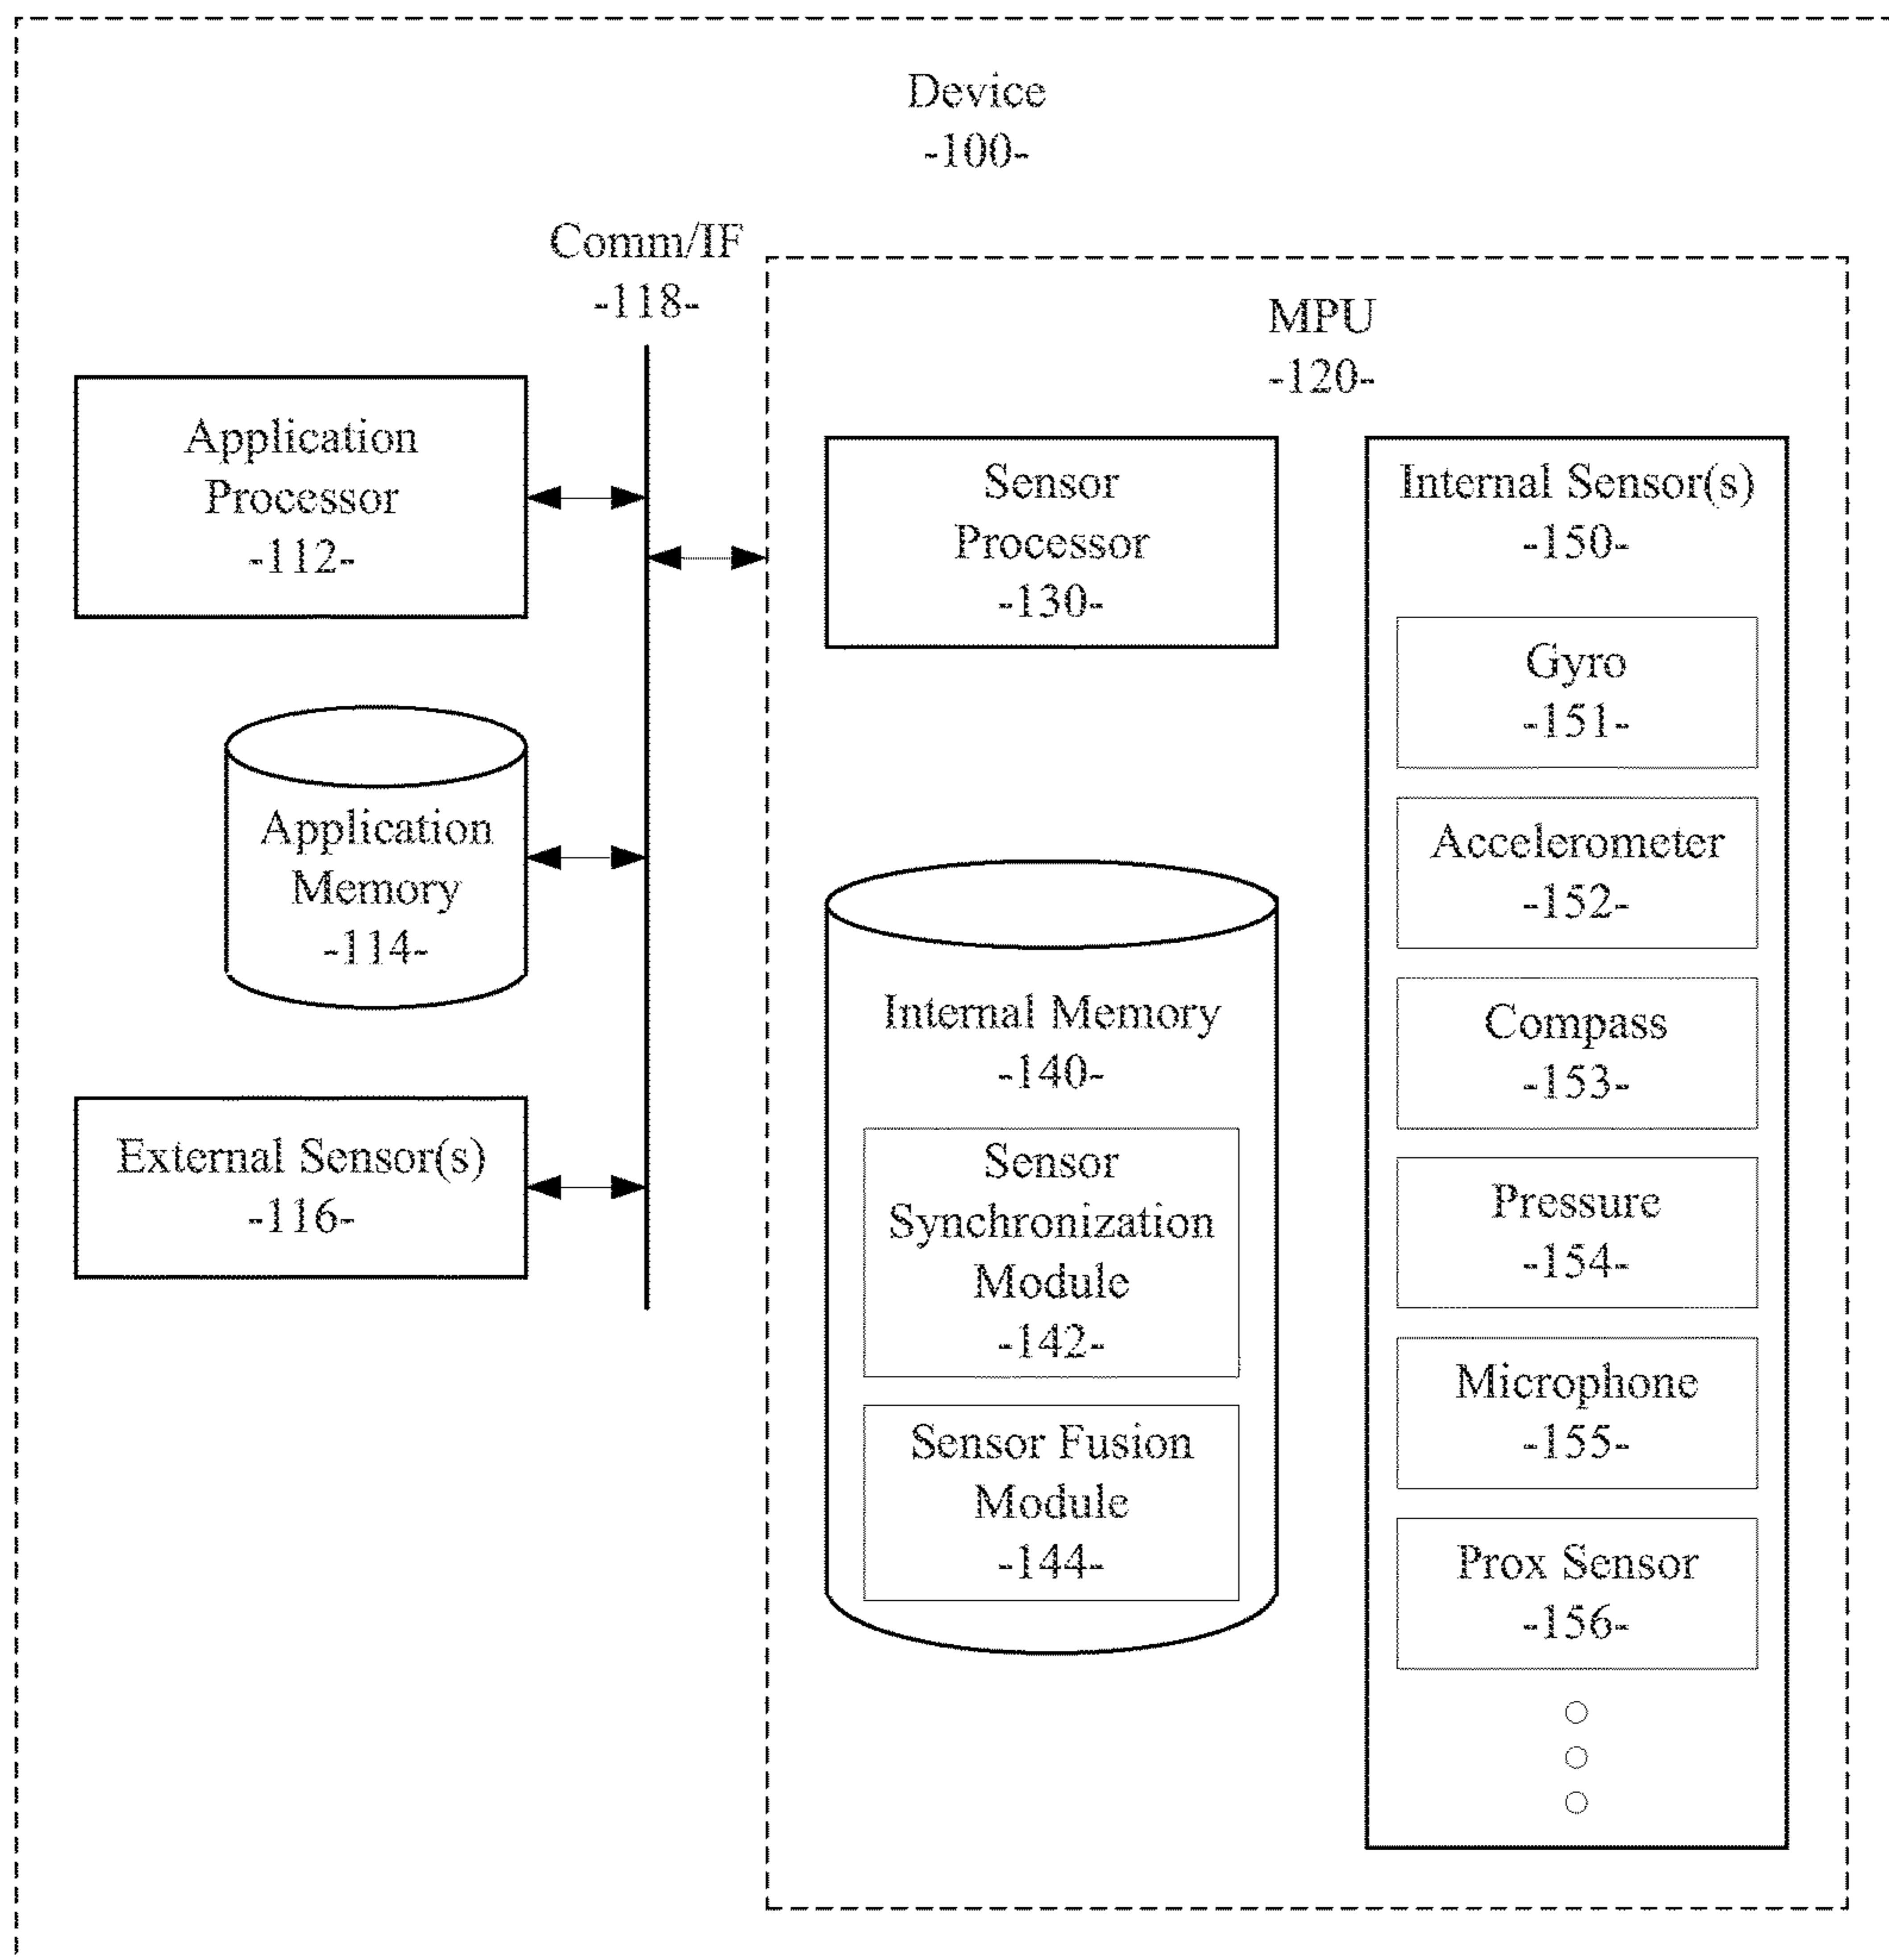 Device
-100-
Comm/IF
-118-
Application
Processor
-112-
Application
Memory
-114-
External Sensor(s)
-116-
MPU
-120-
Sensor
Processor
-130-
Internal Memory
-140-
Sensor
Synchronization
Module
-142-
Sensor Fusion
Module
-144-
Internal Sensor(s)
-150-
Gyro
-151-
Accelerometer
-152-
Compass
-153-
Pressure
-154-
Microphone
-155-
Prox Sensor
-156-